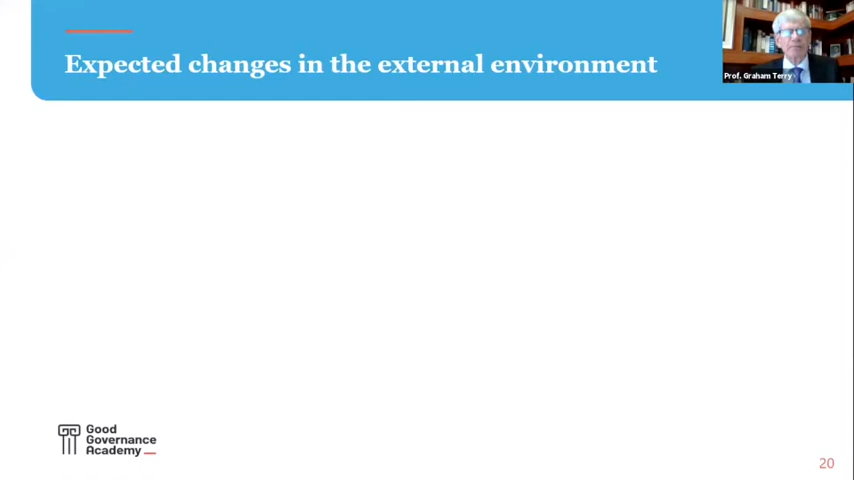 Expected changes in the external environment
Prof. Graham Terry
Good
Governance
Academy
20